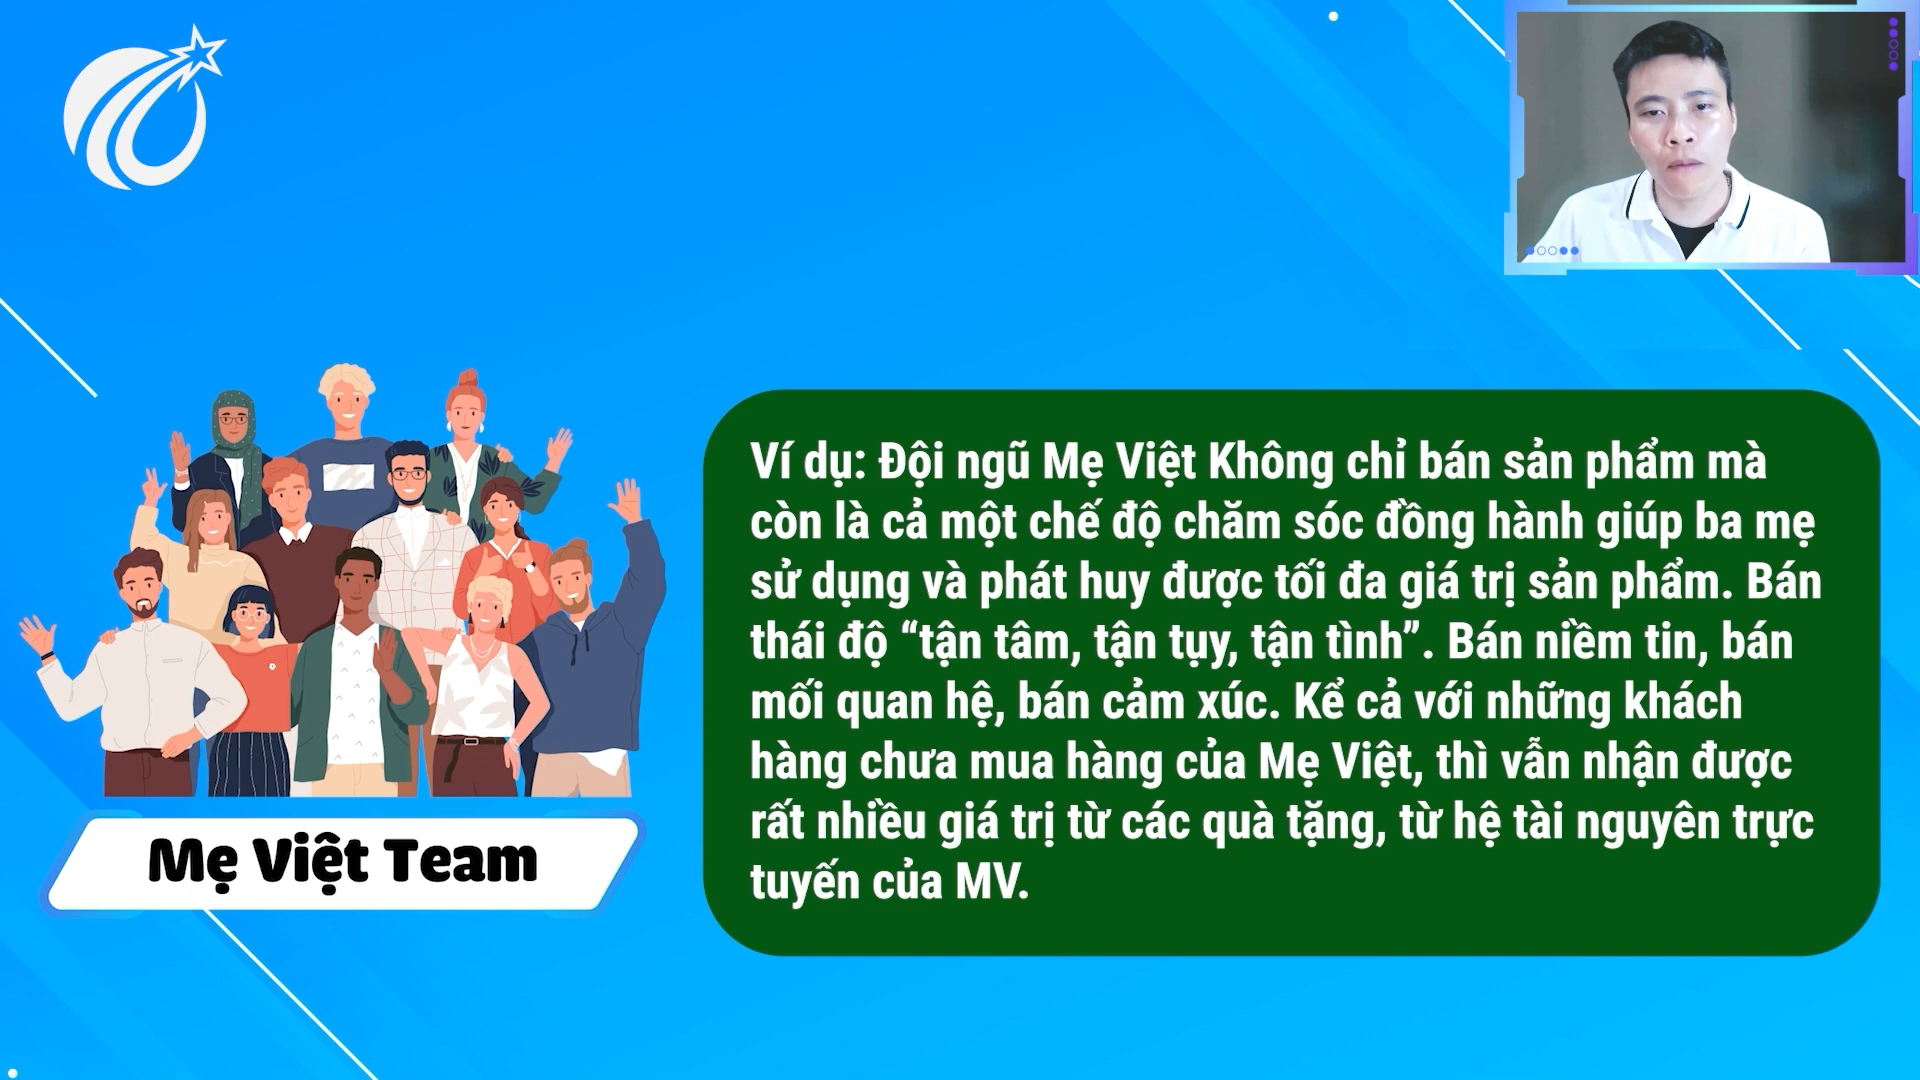 Ví dụ: Đội ngũ Mẹ Việt Không chỉ bán sản phẩm mà
còn là cả một chế độ chăm sóc đồng hành giúp ba mẹ
sử dụng và phát huy được tối đa giá trị sản phẩm. Bán
thái độ “tận tâm, tận tụy, tận tình”. Bán niềm tin, bán
mối quan hệ, bán cảm xúc. Kể cả với những khách
hàng chưa mua hàng của Mẹ Việt, thì vẫn nhận được
rất nhiều giá trị từ các quà tặng, từ hệ tài nguyên trực
tuyến của MV.
Mẹ Việt Team